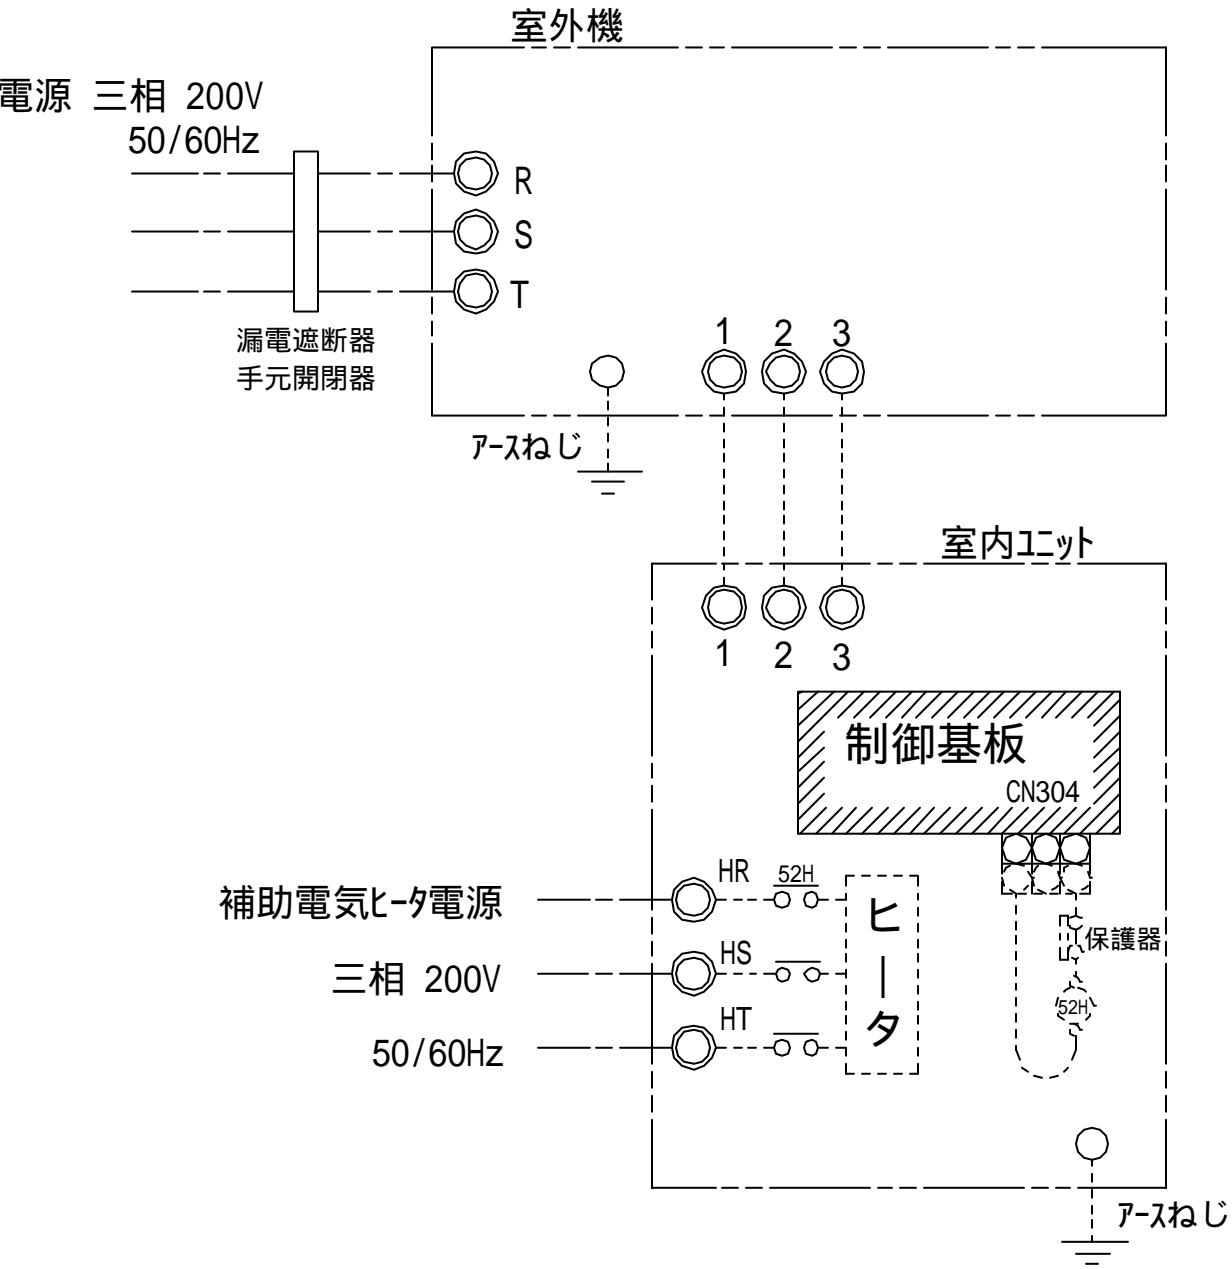 室外機
電源 三相 200V
50/60Hz
R
S
T
漏電遮断器
手元開閉器
1 2 3
ｱｰｽねじ
室内ﾕﾆｯﾄ
1 2 3
制御基板
CN304
HR 52H
補助電気ﾋｰﾀ電源
ヒータ
保護器
HS
三相 200V
52H
HT
50/60Hz
ｱｰｽねじ